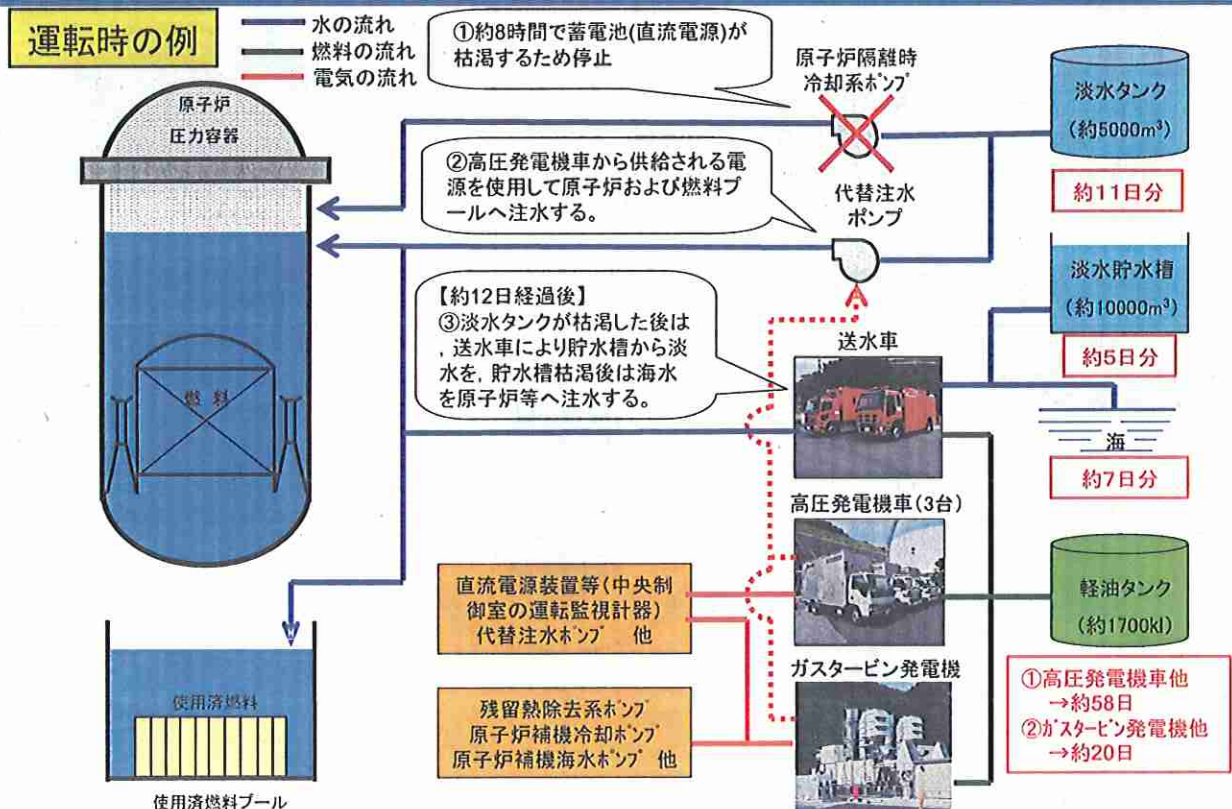 運転時の例
水の流れ
燃料の流れ
電気の流れ
①約8時間で蓄電池(直流電源)が
枯渇するため停止
原子炉隔離時
冷却系ポンプ
淡水タンク
(約5000m³)
約11日分
原子炉
圧力容器
②高圧発電機車から供給される電
源を使用して原子炉および燃料プ
ールへ注水する。
代替注水
ポンプ
淡水貯水槽
(約10000m³)
約5日分
【約12日経過後】
③淡水タンクが枯渇した後は
,送水車により貯水槽から淡
水を,貯水槽枯渇後は海水
を原子炉等へ注水する。
送水車
海
約7日分
燃料
高圧発電機車(3台)
直流電源装置等(中央制
御室の運転監視計器)
代替注水ポンプ 他
軽油タンク
(約1700kl)
ガスタービン発電機
①高圧発電機車他
→約58日
②ガスタービン発電機他
→約20日
残留熱除去系ポンプ
原子炉補機冷却ポンプ
原子炉補機海水ポンプ 他
使用済燃料
使用済燃料プール